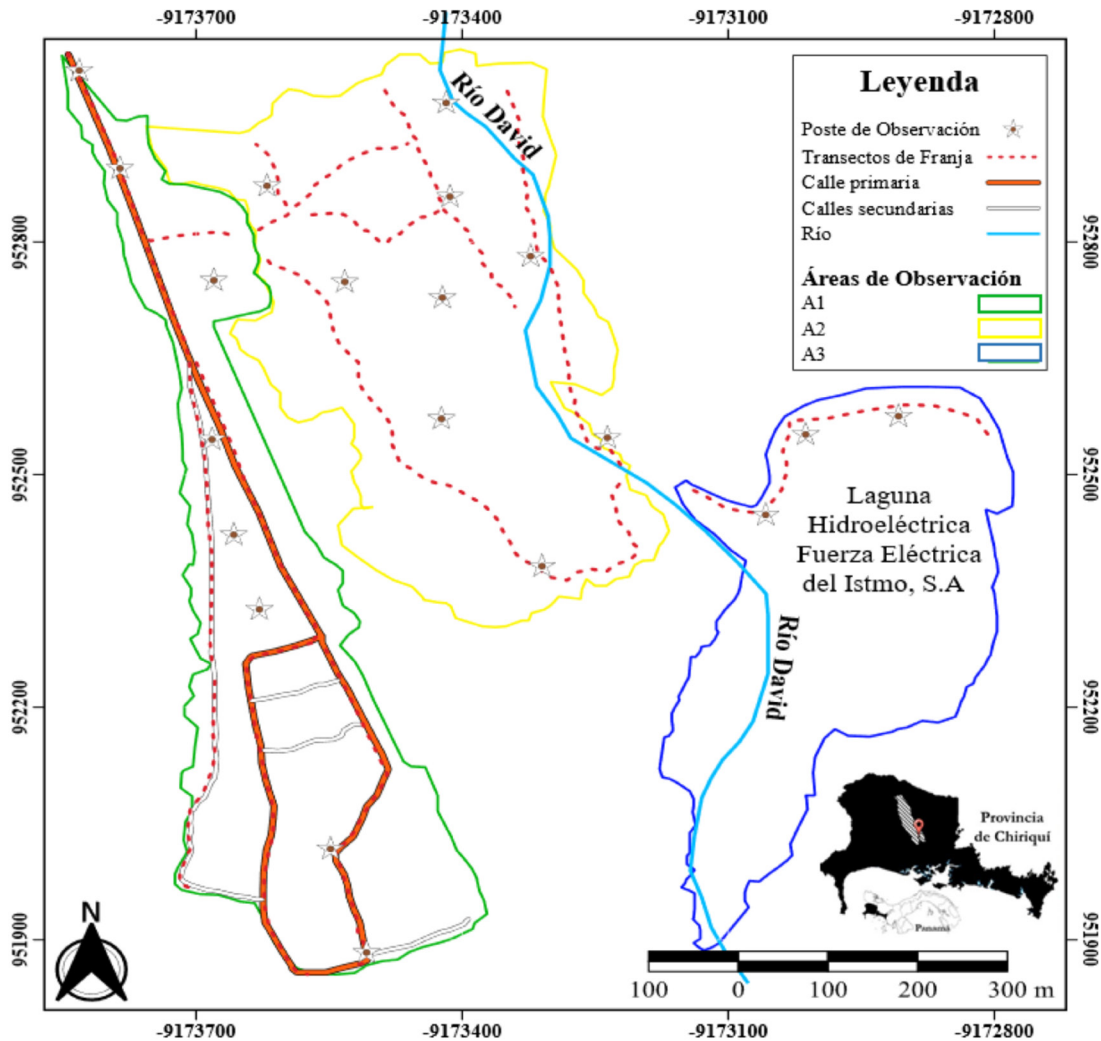 -9173700
-9173400
-9173100
-9172800
952800
952500
952200
951900
Río David
Leyenda
Poste de Observación
Transectos de Franja
Calle primaria
Calles secundarias
Río
Áreas de Observación
A1
A2
A3
952800
952500
952200
951900
Laguna
Hidroeléctrica
Fuerza Eléctrica
del Istmo, S.A
Río David
Provincia
de Chiriquí
Panamá
N
100
0
100
200
300 m
-9173700
-9173400
-9173100
-9172800